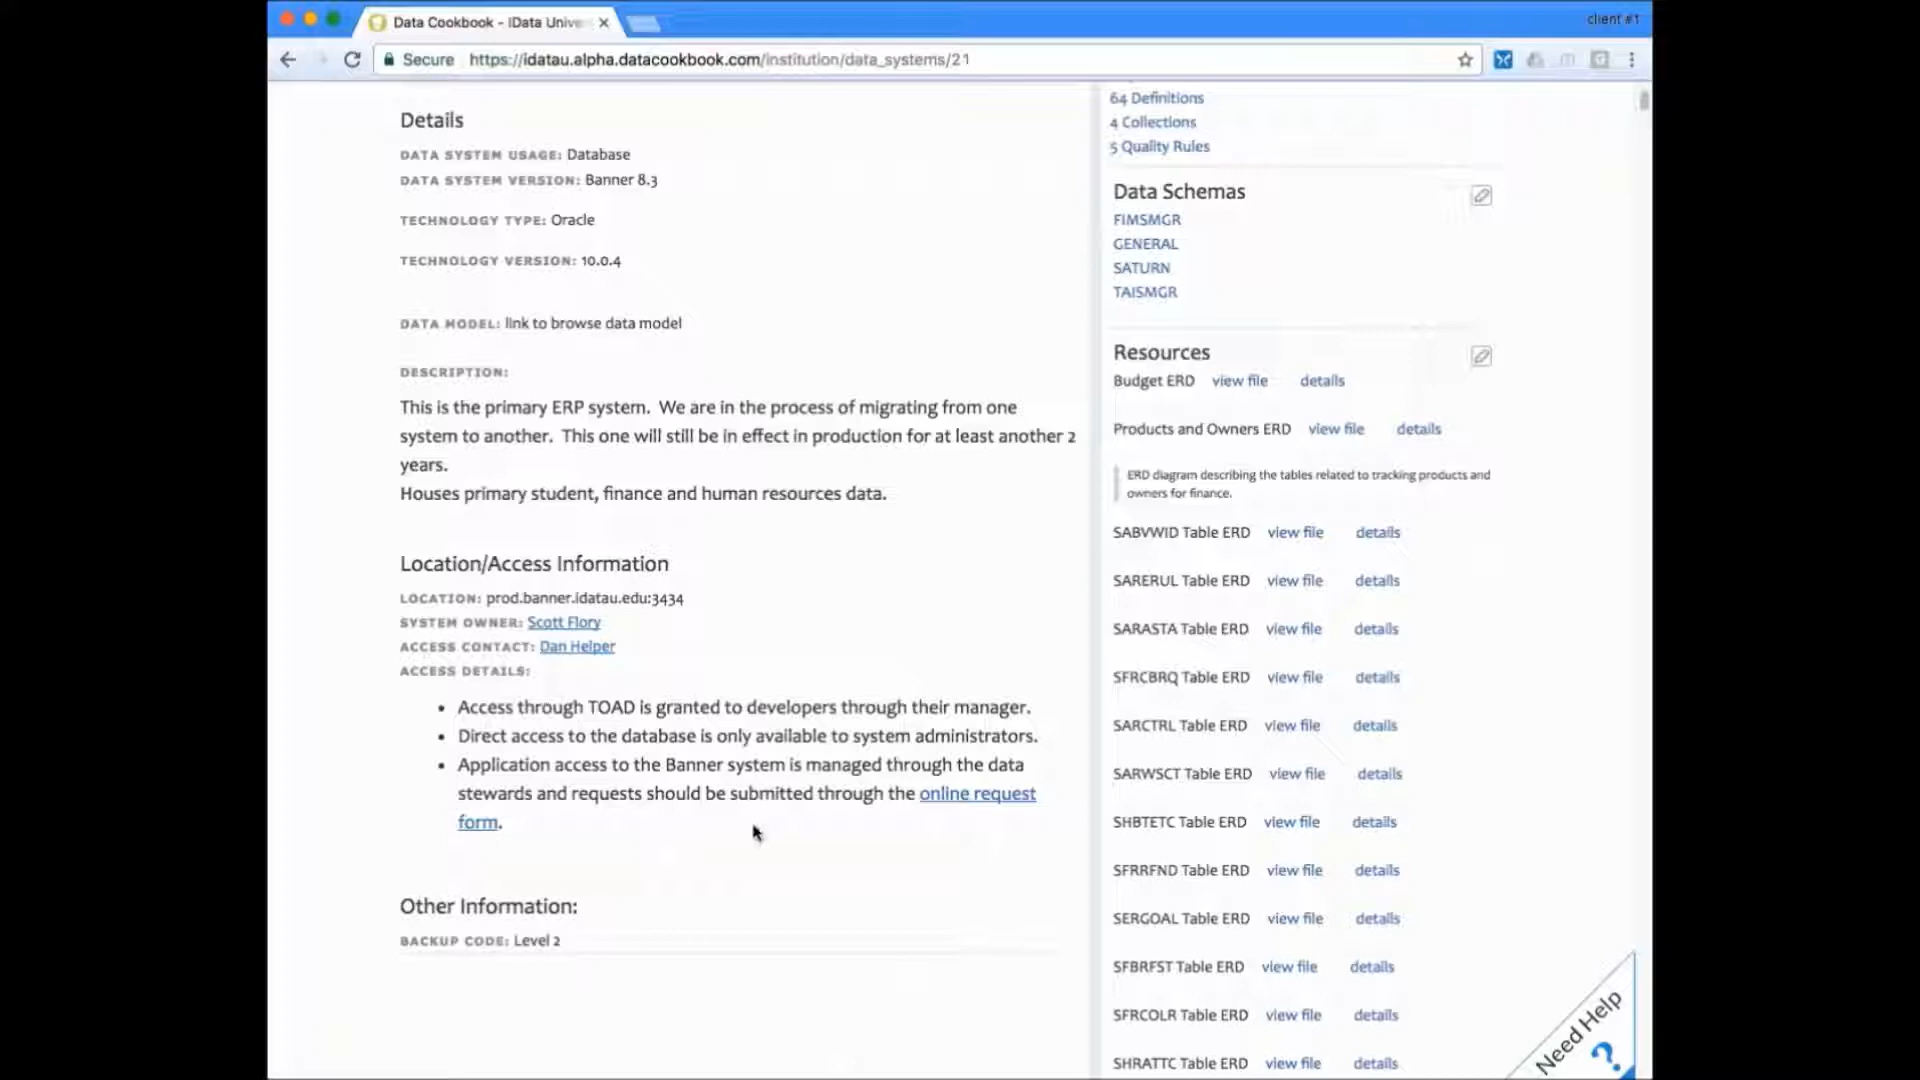 Data Cookbook - IData Unive
client #1
Secure https://idatau.alpha.datacookbook.com/institution/data_systems/21
Details
DATA SYSTEM USAGE: Database
DATA SYSTEM VERSION: Banner 8.3
TECHNOLOGY TYPE: Oracle
TECHNOLOGY VERSION: 10.0.4
DATA MODEL: link to browse data model
DESCRIPTION:
This is the primary ERP system. We are in the process of migrating from one
system to another. This one will still be in effect in production for at least another 2
years.
Houses primary student, finance and human resources data.
Location/Access Information
LOCATION: prod.banner.idatau.edu:3434
SYSTEM OWNER: Scott Flory
ACCESS CONTACT: Dan Helper
ACCESS DETAILS:
• Access through TOAD is granted to developers through their manager.
• Direct access to the database is only available to system administrators.
• Application access to the Banner system is managed through the data
stewards and requests should be submitted through the online request
form.
Other Information:
BACKUP CODE: Level 2
64 Definitions
4 Collections
5 Quality Rules
Data Schemas
FIMSMGR
GENERAL
SATURN
TAISMGR
Resources
Budget ERD view file details
Products and Owners ERD view file details
ERD diagram describing the tables related to tracking products and
owners for finance.
SABVWID Table ERD view file details
SARERUL Table ERD view file details
SARASTA Table ERD view file details
SFRCBRQ Table ERD view file details
SARCTRL Table ERD view file details
SARWSCT Table ERD view file details
SHBTETC Table ERD view file details
SFRRFND Table ERD view file details
SERGOAL Table ERD view file details
SFBRFST Table ERD view file details
SFRCOLR Table ERD view file details
SHRATTC Table ERD view file details
Need Help
?